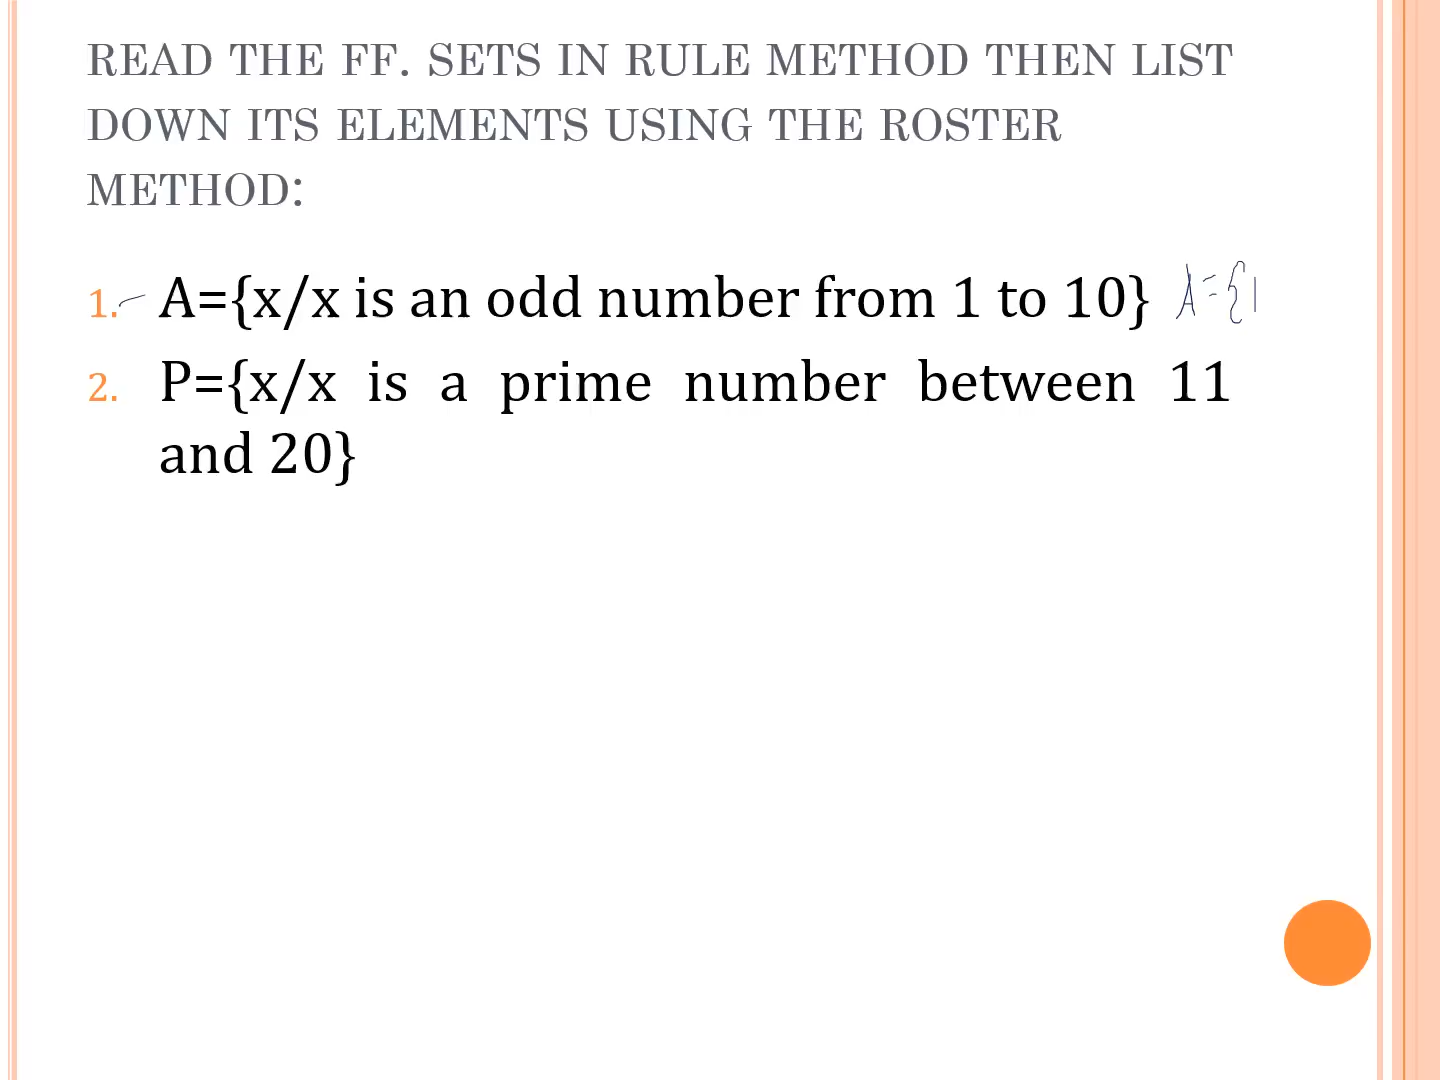 READ THE FF. SETS IN RULE METHOD THEN LIST
DOWN ITS ELEMENTS USING THE ROSTER
METHOD:
1. A={x/x is an odd number from 1 to 10} A={1
2. P={x/x is a prime number between 11
and 20}